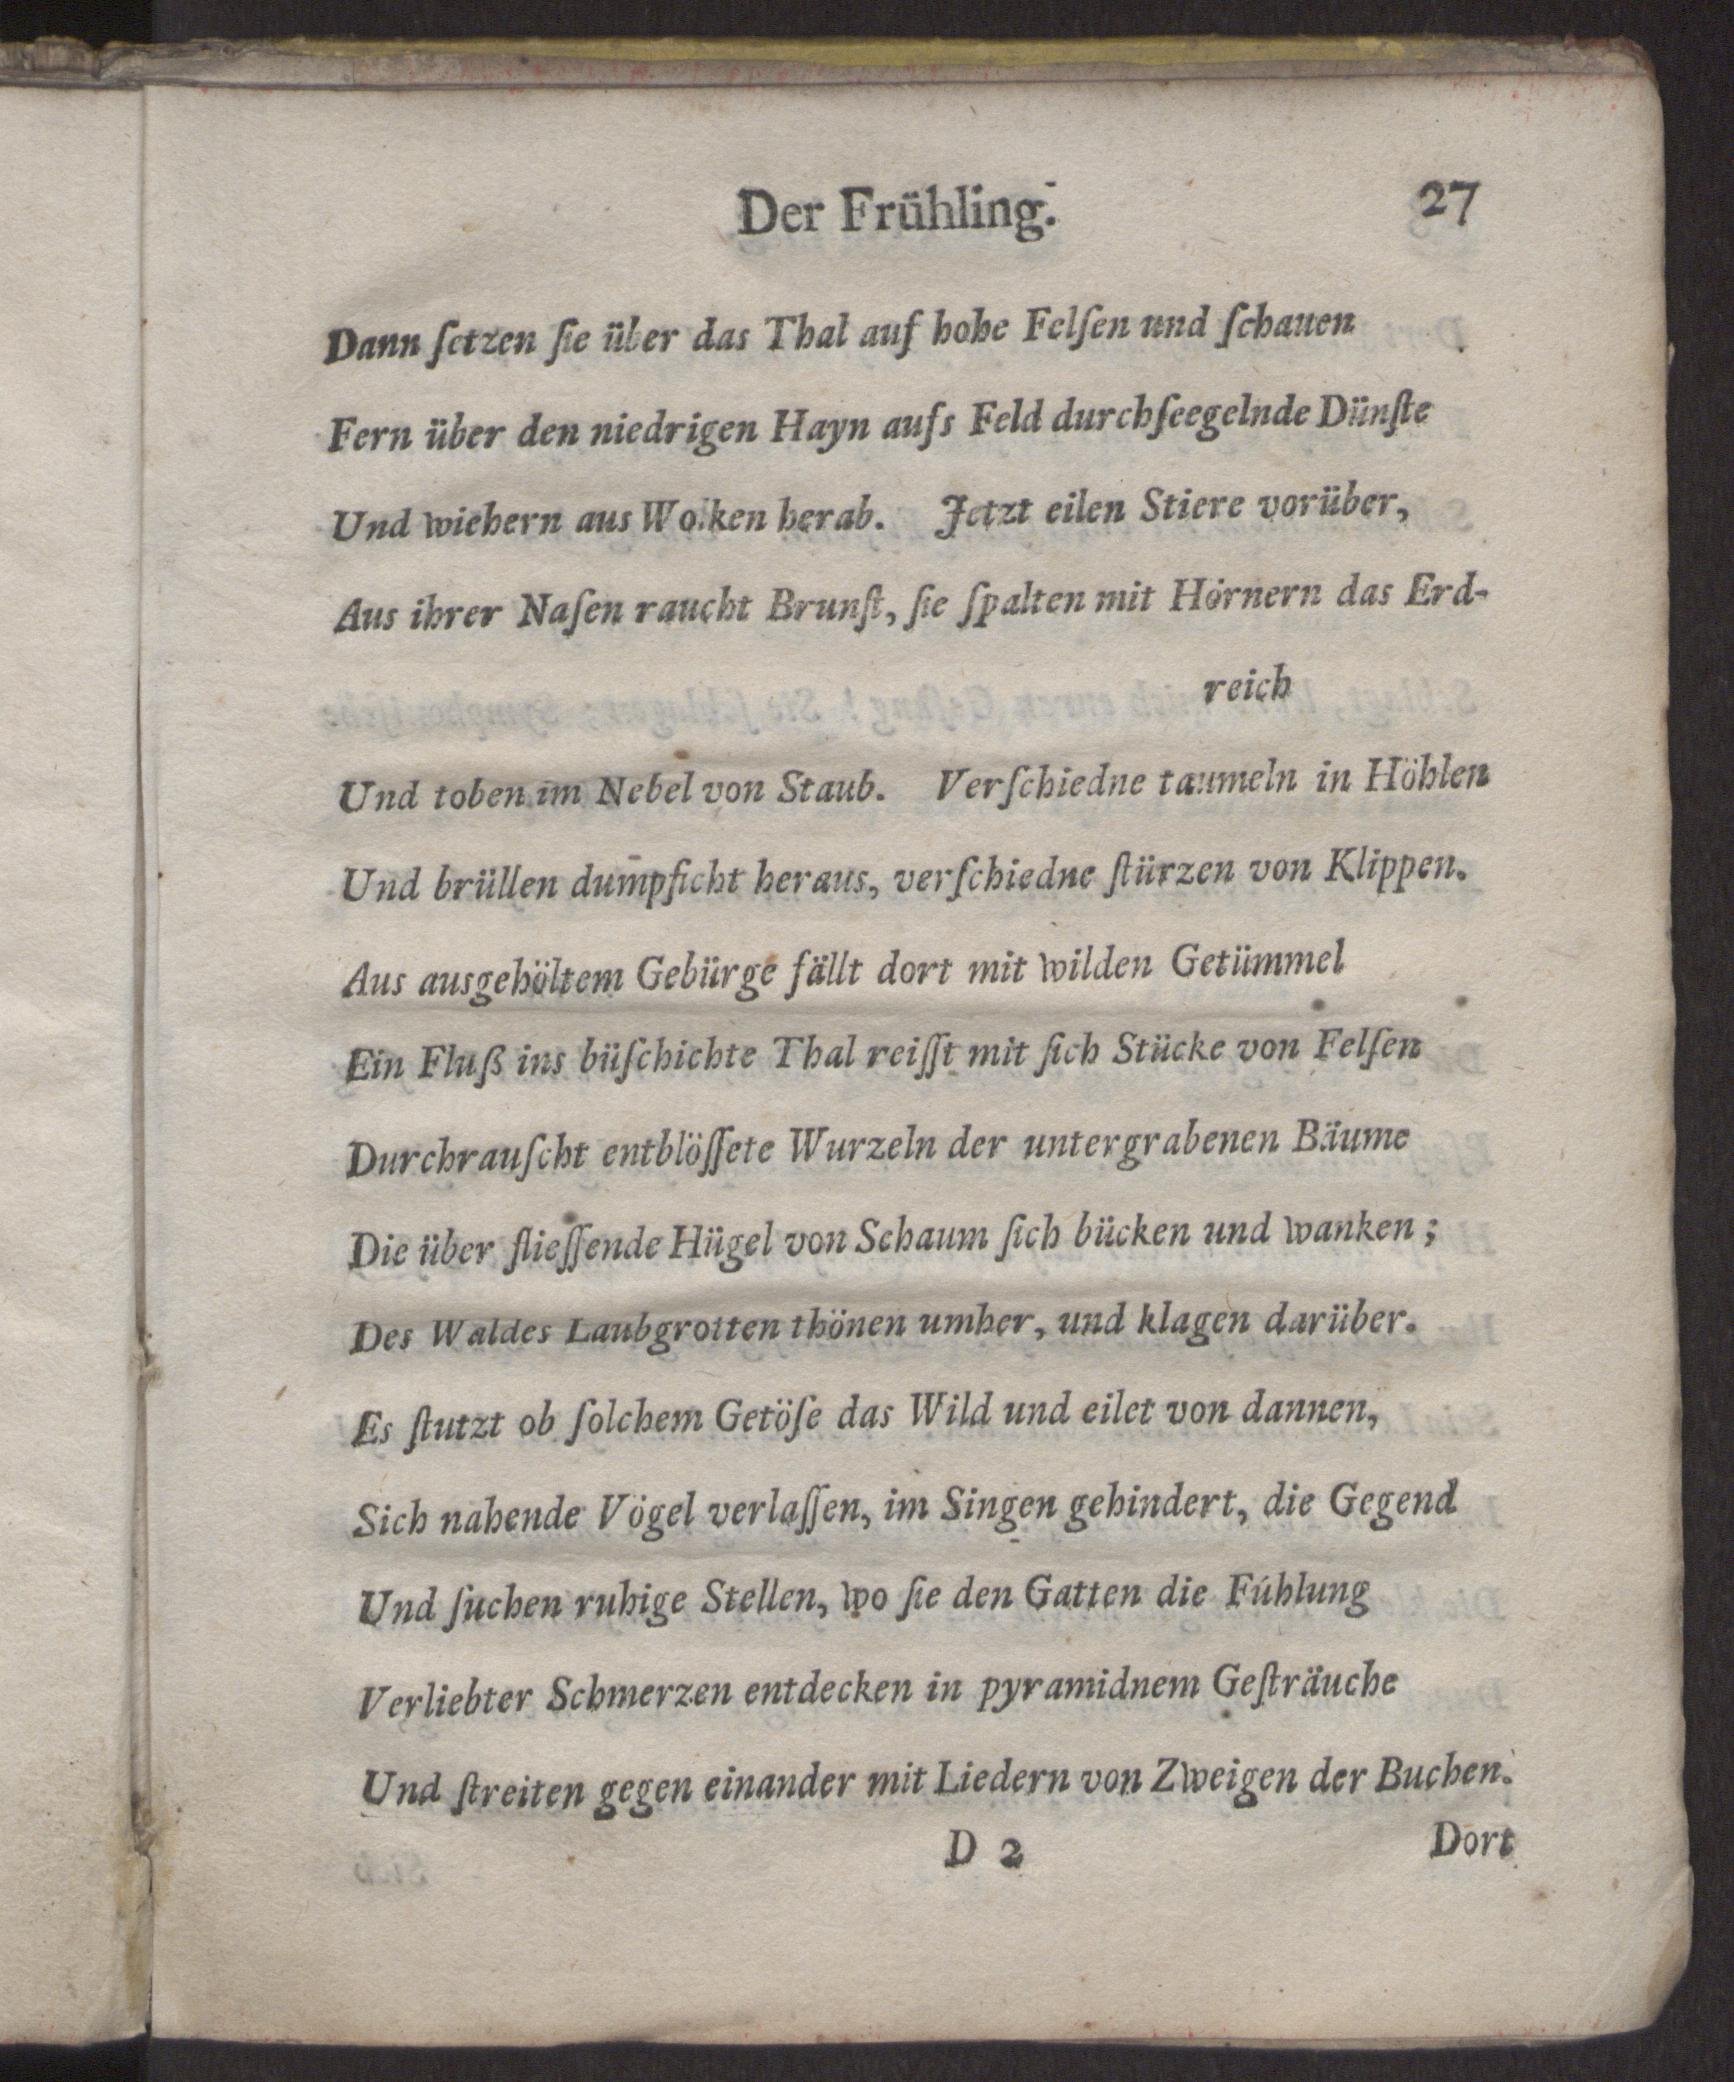 Der Frühling. 27
Dann ſetzen ſie über das Thal auf hohe Felſen und ſchauen
Fern über den niedrigen Hayn aufs Feld durchſeegelnde Dünſte
Und wiehern aus Wolken herab. Jetzt eilen Stiere vorüber,
Aus ihrer Naſen raucht Brunſt, ſie ſpalten mit Hörnern das Erd-
reich
Und toben im Nebel von Staub. Verſchiedne taumeln in Höhlen
Und brüllen dumpficht heraus, verſchiedne ſtürzen von Klippen.
Aus ausgehöltem Gebürge fällt dort mit wilden Getümmel
Ein Fluß ins büſchichte Thal reiſſt mit ſich Stücke von Felſen
Durchrauſcht entblöſſete Wurzeln der untergrabenen Bäume
Die über flieſſende Hügel von Schaum ſich bücken und wanken;
Des Waldes Laubgrotten thönen umher, und klagen darüber.
Es ſtutzt ob ſolchem Getöſe das Wild und eilet von dannen,
Sich nahende Vögel verlaſſen, im Singen gehindert, die Gegend
Und ſuchen ruhige Stellen, wo ſie den Gatten die Fúhlung
Verliebter Schmerzen entdecken in pyramidnem Geſträuche
Und ſtreiten gegen einander mit Liedern von Zweigen der Buchen.
D 2 Dort